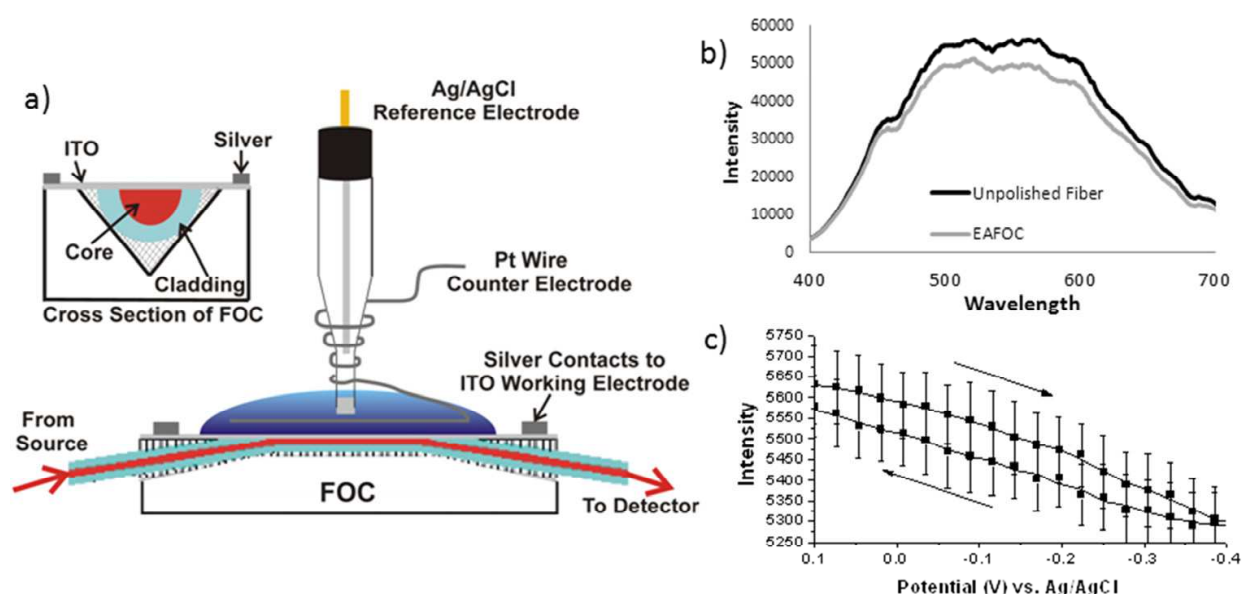 a)
Ag/AgCl
Reference Electrode
ITO
Silver
Core
Cladding
Cross Section of FOC
Pt Wire
Counter Electrode
Silver Contacts to
ITO Working Electrode
From
Source
FOC
To Detector
b)
Intensity
60000
50000
40000
30000
20000
10000
0
Unpolished Fiber
EAFOC
400
500
600
700
Wavelength
c)
Intensity
5750
5700
5650
5600
5550
5500
5450
5400
5350
5300
5250
0.1
0.0
-0.1
-0.2
-0.3
-0.4
Potential (V) vs. Ag/AgCl